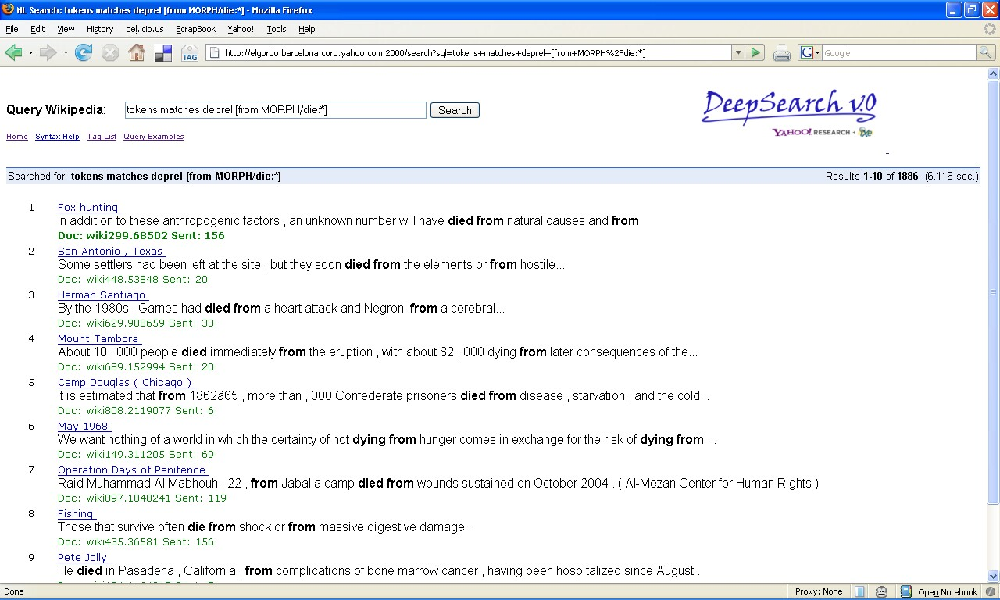 NL Search: tokens matches deprel [from MORPH/die:*] - Mozilla Firefox
File Edit View History del.icio.us ScrapBook Yahoo! Tools Help
TAG http://elgordo.barcelona.corp.yahoo.com:2000/search?sql=tokens+matches+deprel+[from+MORPH%2Fdie:*] G Google
Query Wikipedia: tokens matches deprel [from MORPH/die:*] Search
DeepSearch v.0
YAHOO! RESEARCH
Home Syntax Help Tag List Query Examples
Searched for: tokens matches deprel [from MORPH/die:*] Results 1-10 of 1886. (6.116 sec.)
1 Fox hunting
In addition to these anthropogenic factors , an unknown number will have died from natural causes and from
Doc: wiki299.68502 Sent: 156
2 San Antonio , Texas
Some settlers had been left at the site , but they soon died from the elements or from hostile...
Doc: wiki448.53848 Sent: 20
3 Herman Santiago
By the 1980s , Garnes had died from a heart attack and Negroni from a cerebral...
Doc: wiki629.908659 Sent: 33
4 Mount Tambora
About 10 , 000 people died immediately from the eruption , with about 82 , 000 dying from later consequences of the...
Doc: wiki689.152994 Sent: 20
5 Camp Douglas ( Chicago )
It is estimated that from 1862â65 , more than , 000 Confederate prisoners died from disease , starvation , and the cold...
Doc: wiki808.2119077 Sent: 6
6 May 1968
We want nothing of a world in which the certainty of not dying from hunger comes in exchange for the risk of dying from ...
Doc: wiki149.311205 Sent: 69
7 Operation Days of Penitence
Raid Muhammad Al Mabhouh , 22 , from Jabalia camp died from wounds sustained on October 2004 . ( Al-Mezan Center for Human Rights )
Doc: wiki897.1048241 Sent: 119
8 Fishing
Those that survive often die from shock or from massive digestive damage .
Doc: wiki435.36581 Sent: 156
9 Pete Jolly
He died in Pasadena , California , from complications of bone marrow cancer , having been hospitalized since August .
Done Proxy: None Open Notebook